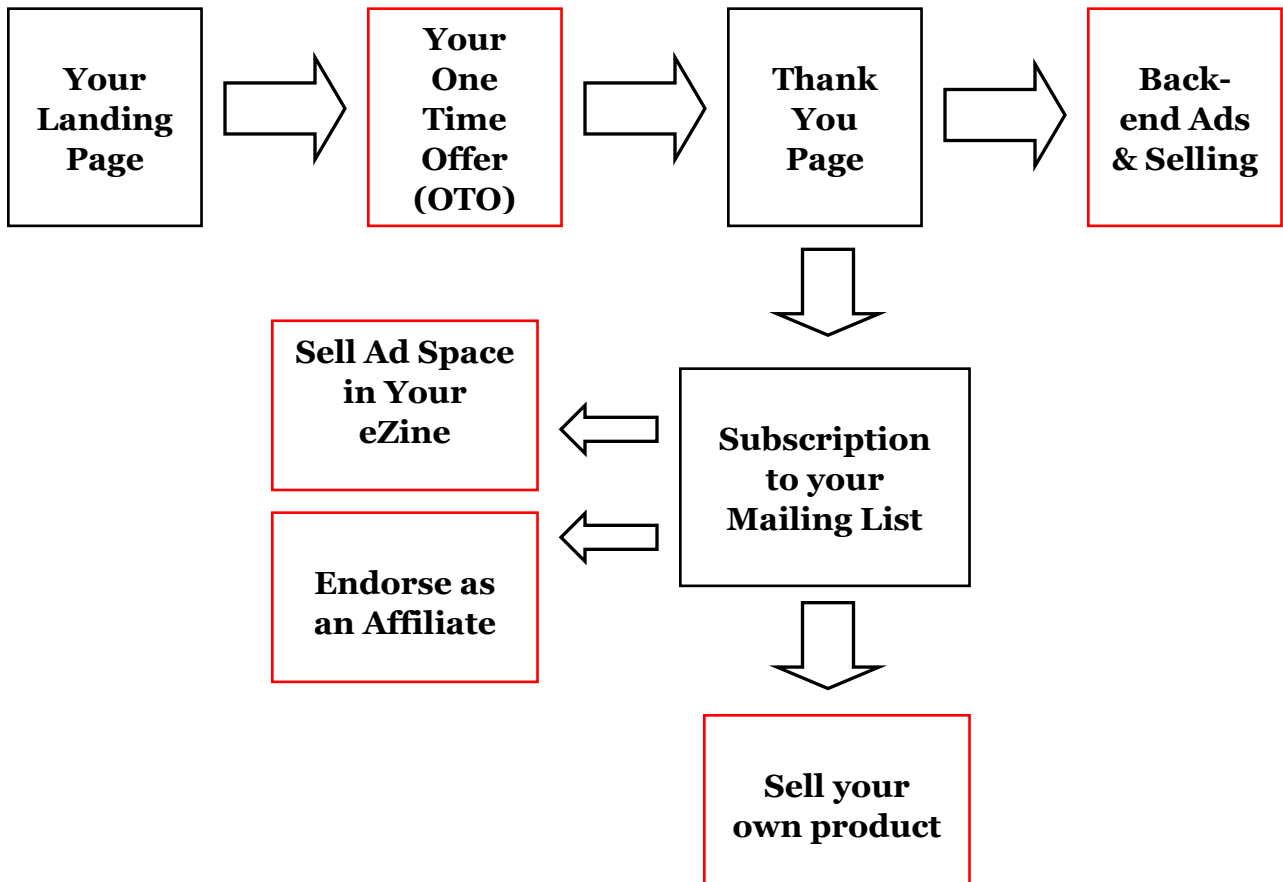 Your
Landing
Page
Your
One
Time
Offer
(OTO)
Thank
You
Page
Back-
end Ads
& Selling
Sell Ad Space
in Your
eZine
Subscription
to your
Mailing List
Endorse as
an Affiliate
Sell your
own product